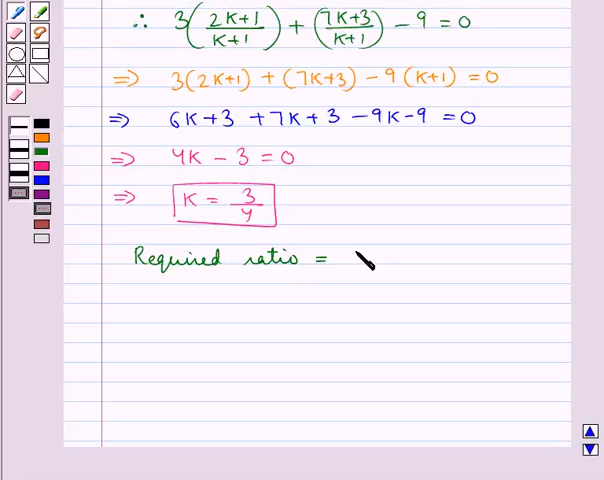 ∴ 3(2K+1/K+1) + (7K+3/K+1) - 9 = 0
⇒ 3(2K+1) + (7K+3) - 9(K+1) = 0
⇒ 6K+3 +7K+3 -9K-9 = 0
⇒ 4K - 3 = 0
⇒ K = 3/4
Required ratio =